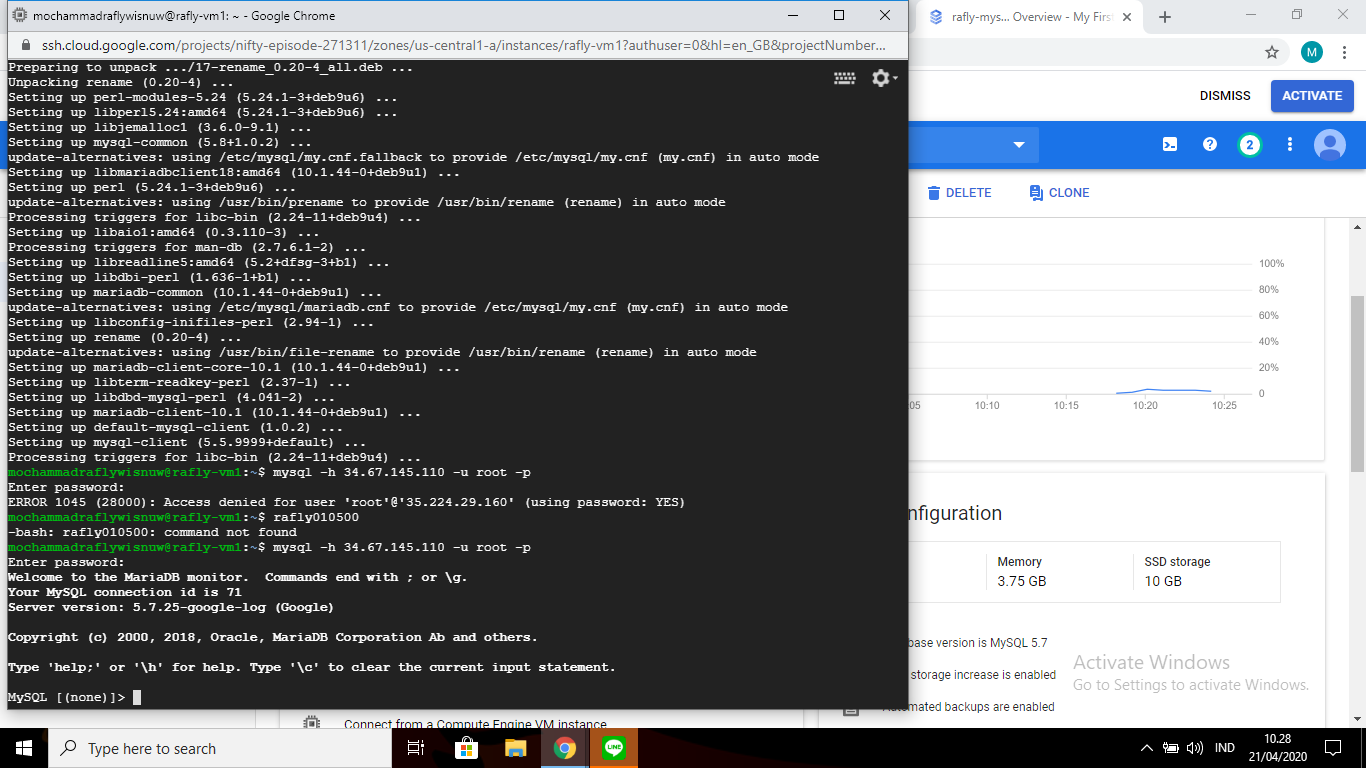 mochammadraflywisnuw@rafly-vm1: ~ - Google Chrome
ssh.cloud.google.com/projects/nifty-episode-271311/zones/us-central1-a/instances/rafly-vm1?authuser=0&hl=en_GB&projectNumber...
Preparing to unpack .../17-rename_0.20-4_all.deb ...
Unpacking rename (0.20-4) ...
Setting up perl-modules-5.24 (5.24.1-3+deb9u6) ...
Setting up libperl5.24:amd64 (5.24.1-3+deb9u6) ...
Setting up libjemalloc1 (3.6.0-9.1) ...
Setting up mysql-common (5.8+1.0.2) ...
update-alternatives: using /etc/mysql/my.cnf.fallback to provide /etc/mysql/my.cnf (my.cnf) in auto mode
Setting up libmariadbclient18:amd64 (10.1.44-0+deb9u1) ...
Setting up perl (5.24.1-3+deb9u6) ...
update-alternatives: using /usr/bin/prename to provide /usr/bin/rename (rename) in auto mode
Processing triggers for libc-bin (2.24-11+deb9u4) ...
Setting up libaio1:amd64 (0.3.110-3) ...
Processing triggers for man-db (2.7.6.1-2) ...
Setting up libreadline5:amd64 (5.2+dfsg-3+b1) ...
Setting up libdbi-perl (1.636-1+b1) ...
Setting up mariadb-common (10.1.44-0+deb9u1) ...
update-alternatives: using /etc/mysql/mariadb.cnf to provide /etc/mysql/my.cnf (my.cnf) in auto mode
Setting up libconfig-inifiles-perl (2.94-1) ...
Setting up rename (0.20-4) ...
update-alternatives: using /usr/bin/file-rename to provide /usr/bin/rename (rename) in auto mode
Setting up mariadb-client-core-10.1 (10.1.44-0+deb9u1) ...
Setting up libterm-readkey-perl (2.37-1) ...
Setting up libdbd-mysql-perl (4.041-2) ...
Setting up mariadb-client-10.1 (10.1.44-0+deb9u1) ...
Setting up default-mysql-client (1.0.2) ...
Setting up mysql-client (5.5.9999+default) ...
Processing triggers for libc-bin (2.24-11+deb9u4) ...
mochammadraflywisnuw@rafly-vm1:~$ mysql -h 34.67.145.110 -u root -p
Enter password:
ERROR 1045 (28000): Access denied for user 'root'@'35.224.29.160' (using password: YES)
mochammadraflywisnuw@rafly-vm1:~$ rafly010500
-bash: rafly010500: command not found
mochammadraflywisnuw@rafly-vm1:~$ mysql -h 34.67.145.110 -u root -p
Enter password:
Welcome to the MariaDB monitor.  Commands end with ; or \g.
Your MySQL connection id is 71
Server version: 5.7.25-google-log (Google)
Copyright (c) 2000, 2018, Oracle, MariaDB Corporation Ab and others.
Type 'help;' or '\h' for help. Type '\c' to clear the current input statement.
MySQL [(none)]>
rafly-mys... Overview - My Firs
M
DISMISS
ACTIVATE
2
DELETE
CLONE
100%
80%
60%
40%
20%
0
:05
10:10
10:15
10:20
10:25
nfiguration
Memory
3.75 GB
SSD storage
10 GB
base version is MySQL 5.7
storage increase is enabled
Automated backups are enabled
Activate Windows
Go to Settings to activate Windows.
Connect from a Compute Engine VM instance
Type here to search
LINE
IND
10.28
21/04/2020